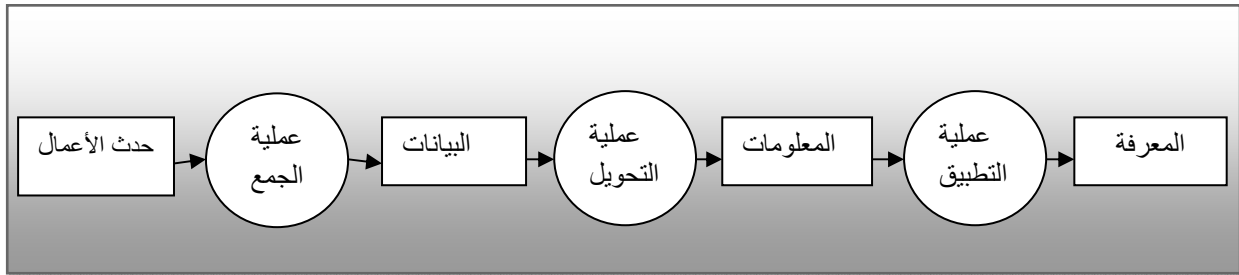 حدث الأعمال
عملية
الجمع
البيانات
عملية
التحويل
المعلومات
عملية
التطبيق
المعرفة